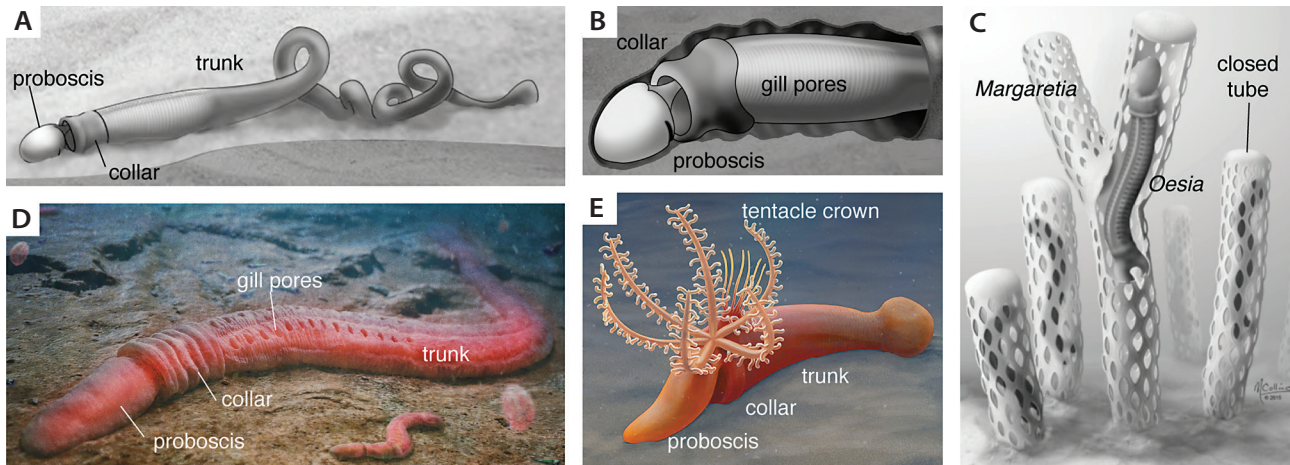 A
proboscis
trunk
collar
B
collar
gill pores
proboscis
C
Margaretia
closed
tube
Oesia
© 2015
D
gill pores
trunk
collar
proboscis
E
tentacle crown
trunk
collar
proboscis